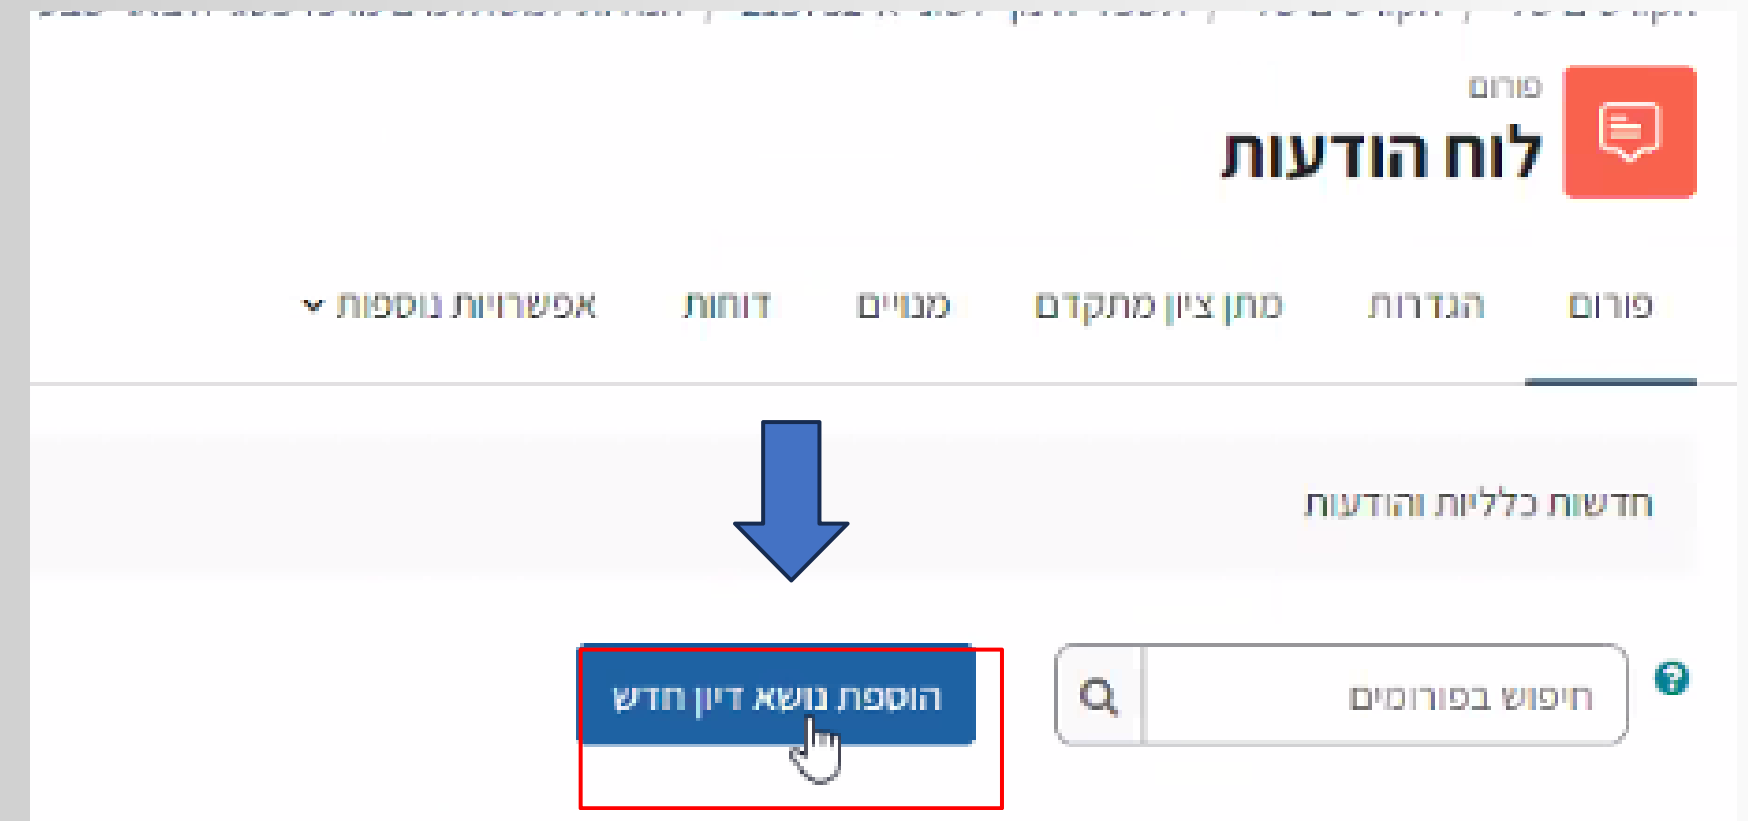 פורום
לוח הודעות
פורום הגדרות מתן ציון מתקדם מנויים דוחות אפשרויות נוספות
חדשות כלליות והודעות
חיפוש בפורומים הוספת נושא דיון חדש